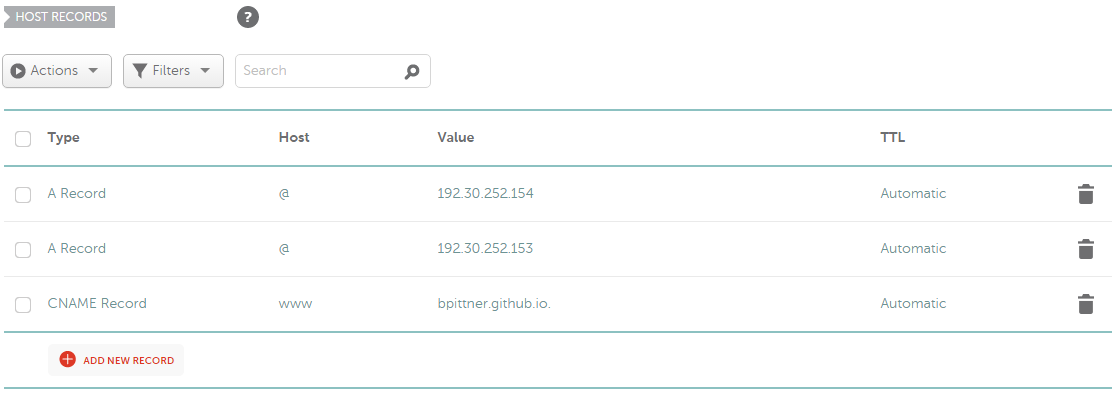 HOST RECORDS ?
Actions Filters Search
Type Host Value TTL
A Record @ 192.30.252.154 Automatic
A Record @ 192.30.252.153 Automatic
CNAME Record www bpittner.github.io. Automatic
ADD NEW RECORD